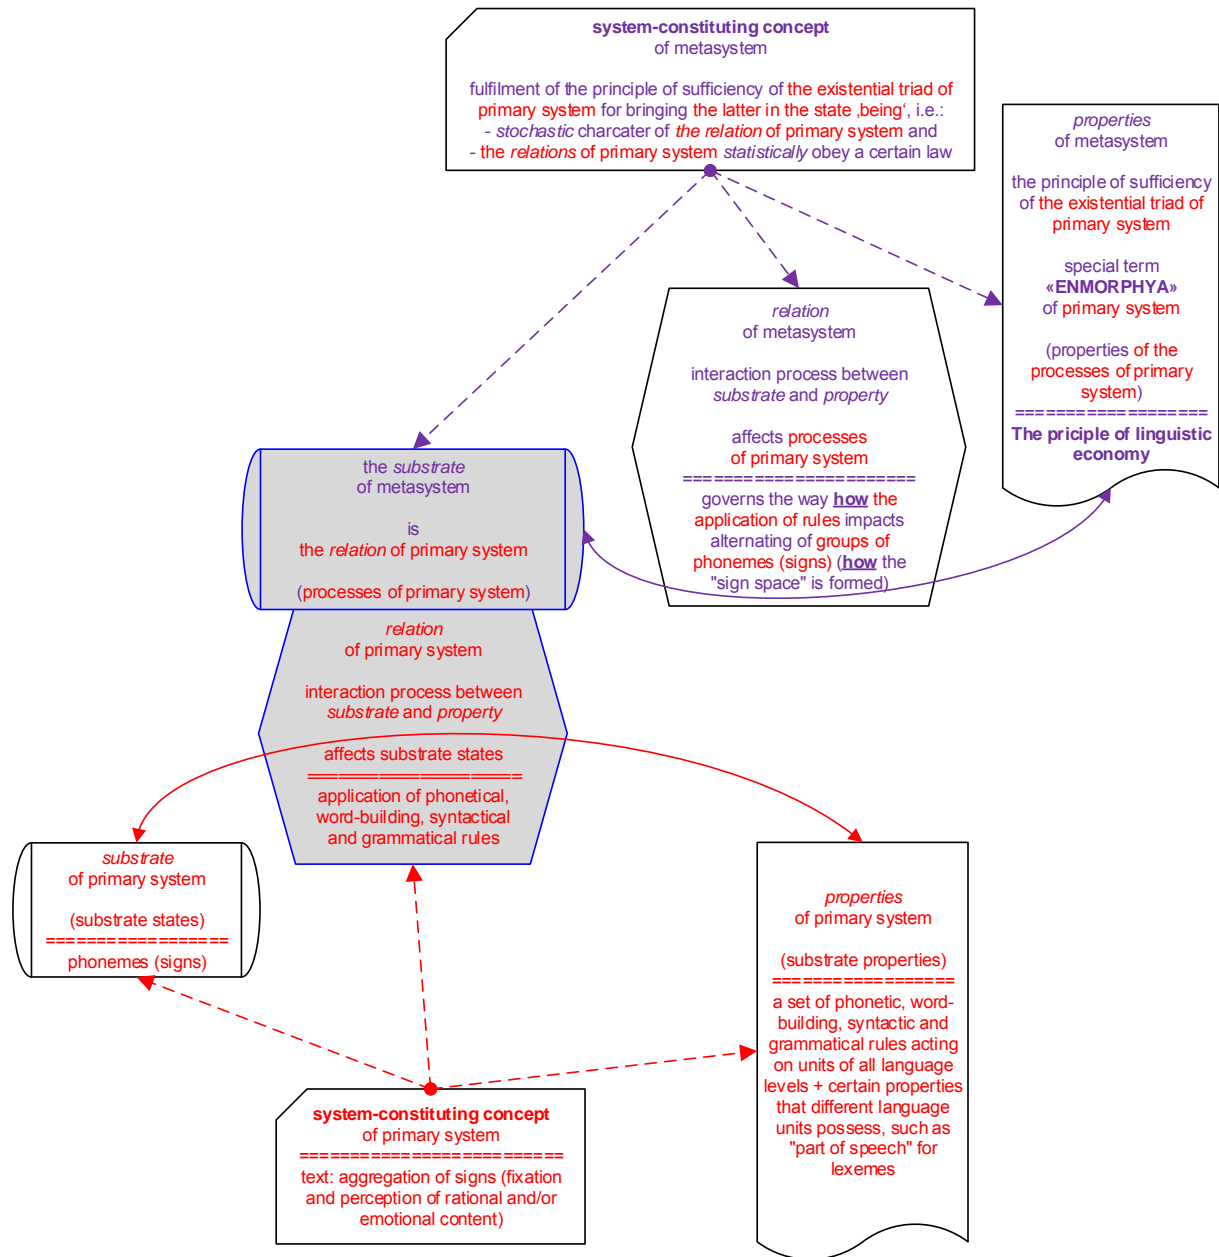 system-constituting concept
of metasystem
fulfilment of the principle of sufficiency of the existential triad of
primary system for bringing the latter in the state ‚being‘, i.e.:
- stochastic charcater of the relation of primary system and
- the relations of primary system statistically obey a certain law
properties
of metasystem
the principle of sufficiency
of the existential triad of
primary system
special term
«ENMORPHYA»
of primary system
(properties of the
processes of primary
system)
===================
The priciple of linguistic
economy
relation
of metasystem
interaction process between
substrate and property
affects processes
of primary system
=======================
governs the way how the
application of rules impacts
alternating of groups of
phonemes (signs) (how the
"sign space" is formed)
the substrate
of metasystem
is
the relation of primary system
(processes of primary system)
relation
of primary system
interaction process between
substrate and property
affects substrate states
=====================
application of phonetical,
word-building, syntactical
and grammatical rules
substrate
of primary system
(substrate states)
==================
phonemes (signs)
properties
of primary system
(substrate properties)
==================
a set of phonetic, word-
building, syntactic and
grammatical rules acting
on units of all language
levels + certain properties
that different language
units possess, such as
"part of speech" for
lexemes
system-constituting concept
of primary system
==========================
text: aggregation of signs (fixation
and perception of rational and/or
emotional content)